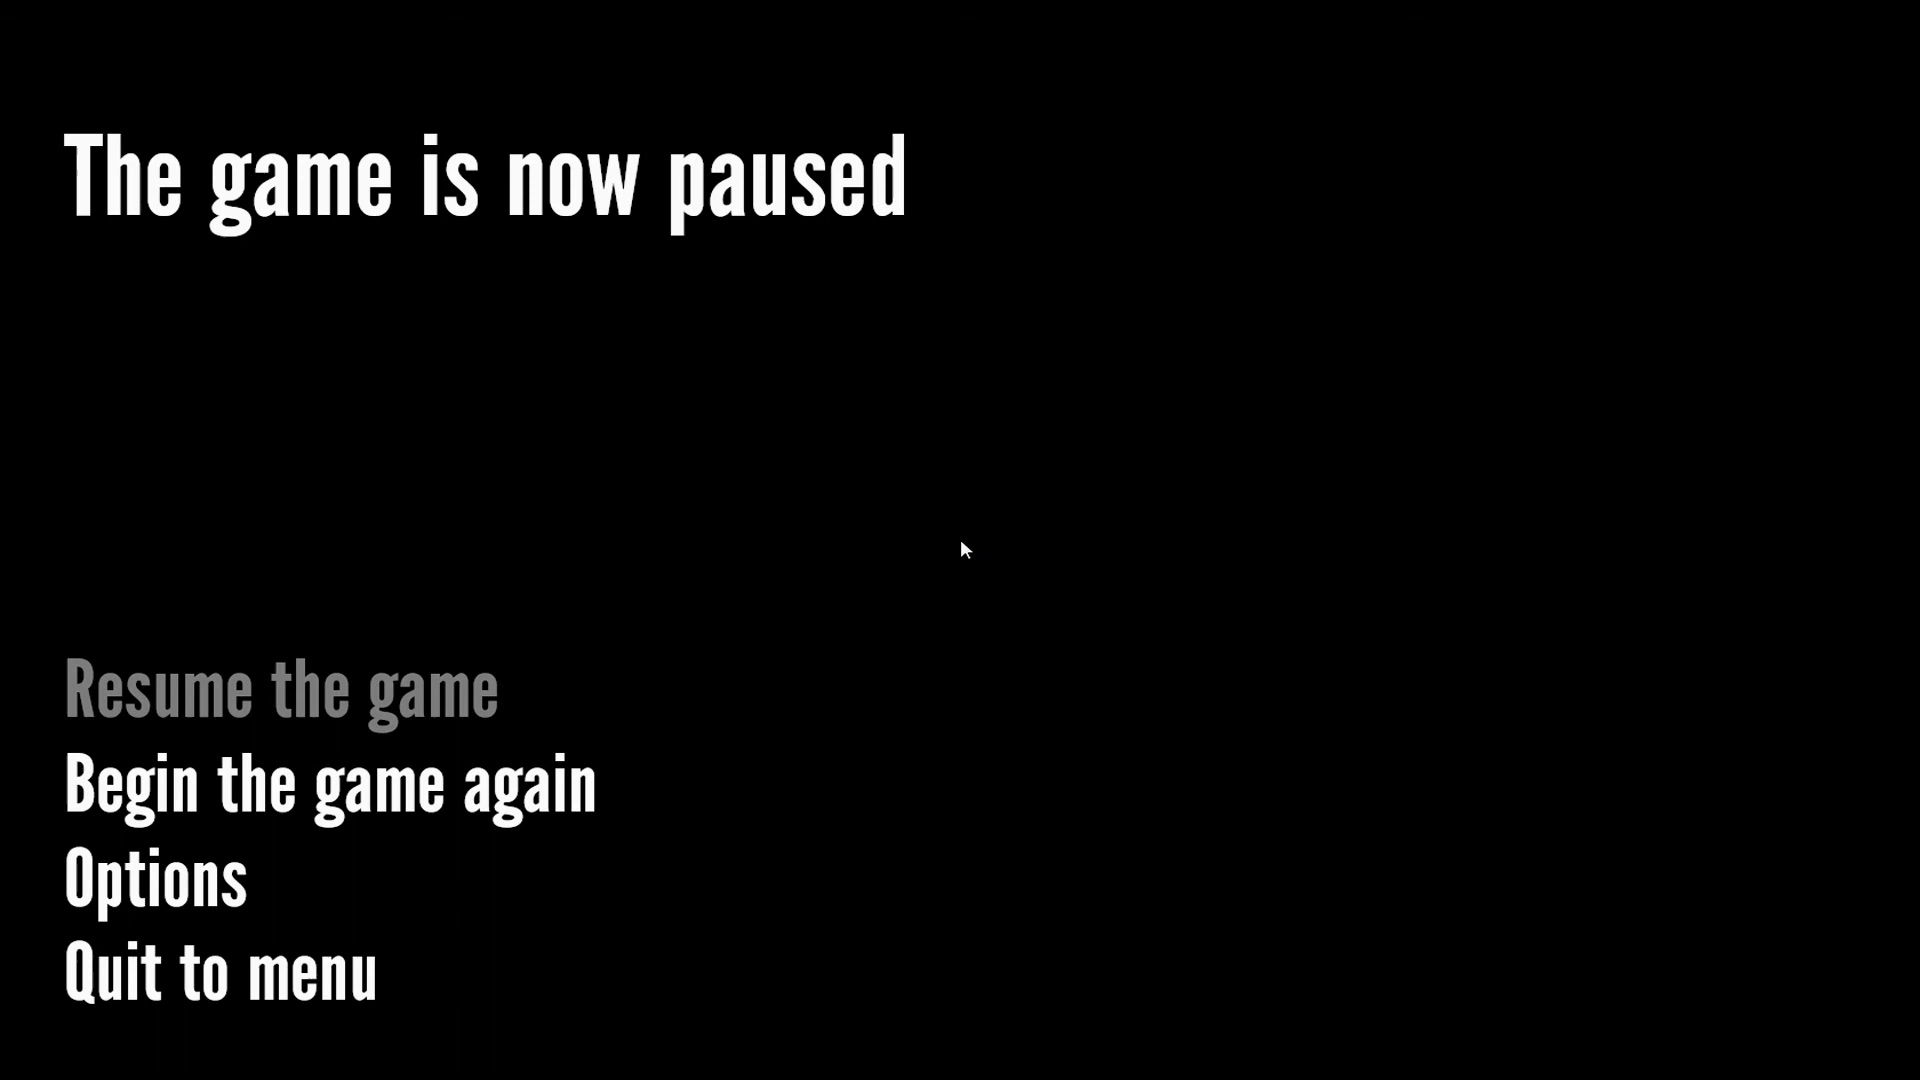 The game is now paused
Resume the game
Begin the game again
Options
Quit to menu